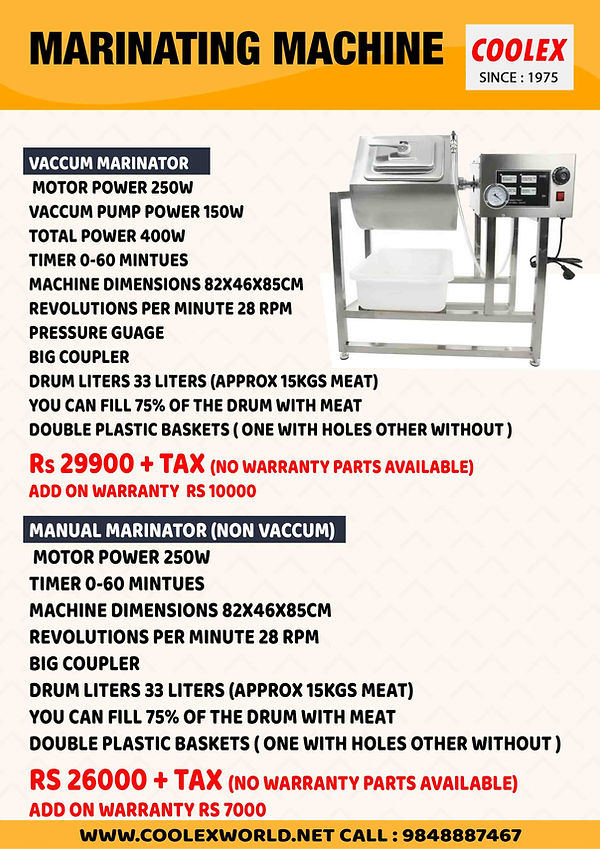 MARINATING MACHINE
COOLEX
SINCE : 1975
VACCUM MARINATOR
MOTOR POWER 250W
VACCUM PUMP POWER 150W
TOTAL POWER 400W
TIMER 0-60 MINTUES
MACHINE DIMENSIONS 82X46X85CM
REVOLUTIONS PER MINUTE 28 RPM
PRESSURE GUAGE
BIG COUPLER
DRUM LITERS 33 LITERS (APPROX 15KGS MEAT)
YOU CAN FILL 75% OF THE DRUM WITH MEAT
DOUBLE PLASTIC BASKETS ( ONE WITH HOLES OTHER WITHOUT )
Rs 29900 + TAX (NO WARRANTY PARTS AVAILABLE)
ADD ON WARRANTY RS 10000
MANUAL MARINATOR (NON VACCUM)
MOTOR POWER 250W
TIMER 0-60 MINTUES
MACHINE DIMENSIONS 82X46X85CM
REVOLUTIONS PER MINUTE 28 RPM
BIG COUPLER
DRUM LITERS 33 LITERS (APPROX 15KGS MEAT)
YOU CAN FILL 75% OF THE DRUM WITH MEAT
DOUBLE PLASTIC BASKETS ( ONE WITH HOLES OTHER WITHOUT )
RS 26000 + TAX (NO WARRANTY PARTS AVAILABLE)
ADD ON WARRANTY RS 7000
WWW.COOLEXWORLD.NET CALL : 9848887467